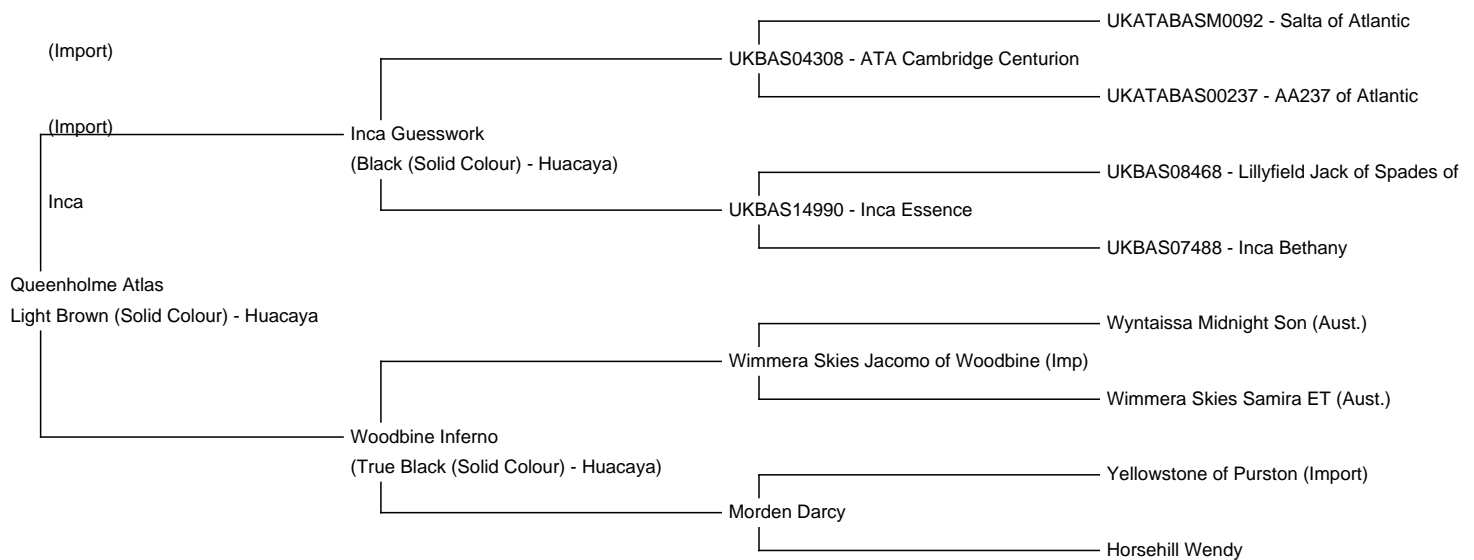 UKATABASM0092 - Salta of Atlantic
(Import)
UKBAS04308 - ATA Cambridge Centurion
UKATABAS00237 - AA237 of Atlantic
(Import)
Inca Guesswork
(Black (Solid Colour) - Huacaya)
UKBAS08468 - Lillyfield Jack of Spades of
Inca
UKBAS14990 - Inca Essence
UKBAS07488 - Inca Bethany
Queenholme Atlas
Light Brown (Solid Colour) - Huacaya
Wyntaissa Midnight Son (Aust.)
Wimmera Skies Jacomo of Woodbine (Imp)
Wimmera Skies Samira ET (Aust.)
Woodbine Inferno
(True Black (Solid Colour) - Huacaya)
Yellowstone of Purston (Import)
Morden Darcy
Horsehill Wendy